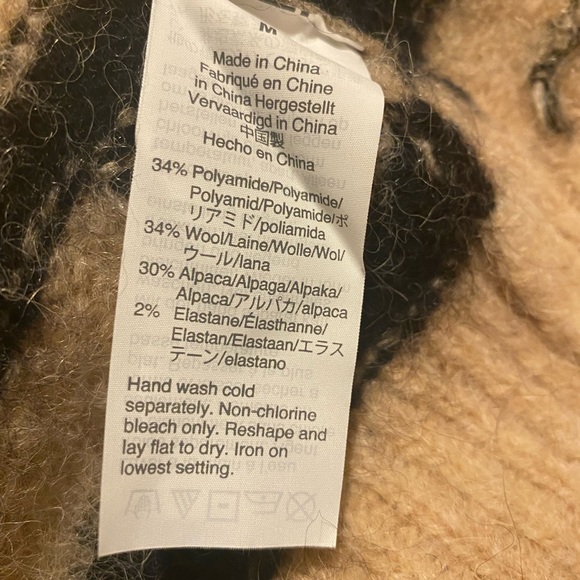 M
Made in China
Fabriqué en Chine
in China Hergestellt
Vervaardigd in China
中国製
Hecho en China
34% Polyamide/Polyamide/
Polyamid/Polyamide/ポ
リアミド/poliamida
34% Wool/Laine/Wolle/Wol/
ウール/lana
30% Alpaca/Alpaga/Alpaka/
Alpaca/アルパカ/alpaca
2% Elastane/Élasthanne/
Elastan/Elastaan/エラス
テーン/elastano
Hand wash cold
separately. Non-chlorine
bleach only. Reshape and
lay flat to dry. Iron on
lowest setting.